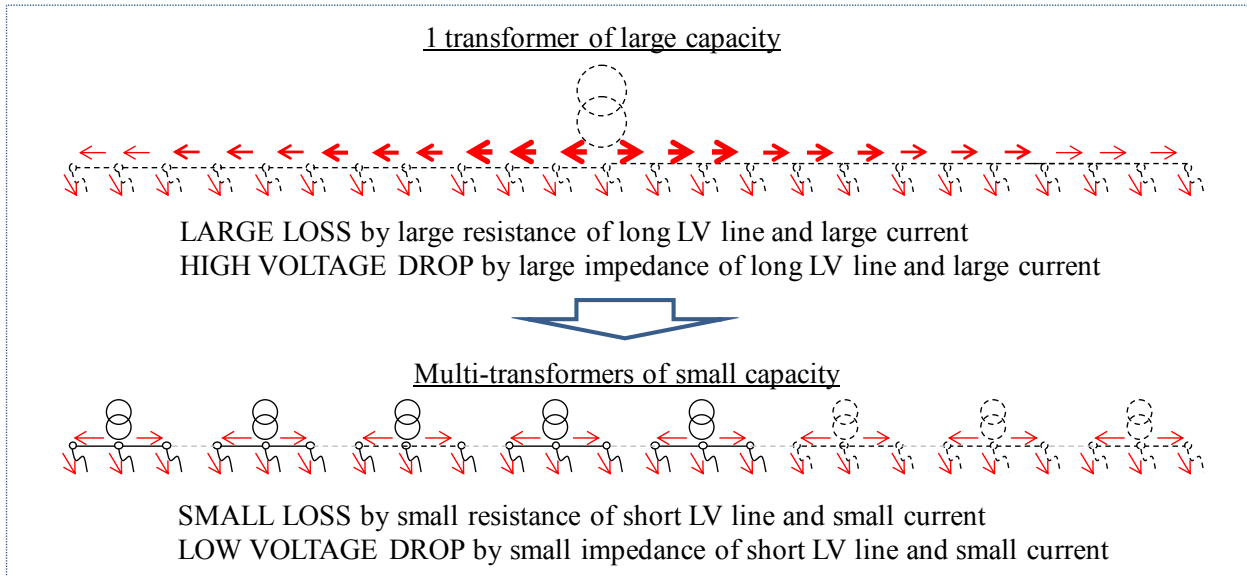 1 transformer of large capacity
LARGE LOSS by large resistance of long LV line and large current
HIGH VOLTAGE DROP by large impedance of long LV line and large current
Multi-transformers of small capacity
SMALL LOSS by small resistance of short LV line and small current
LOW VOLTAGE DROP by small impedance of short LV line and small current